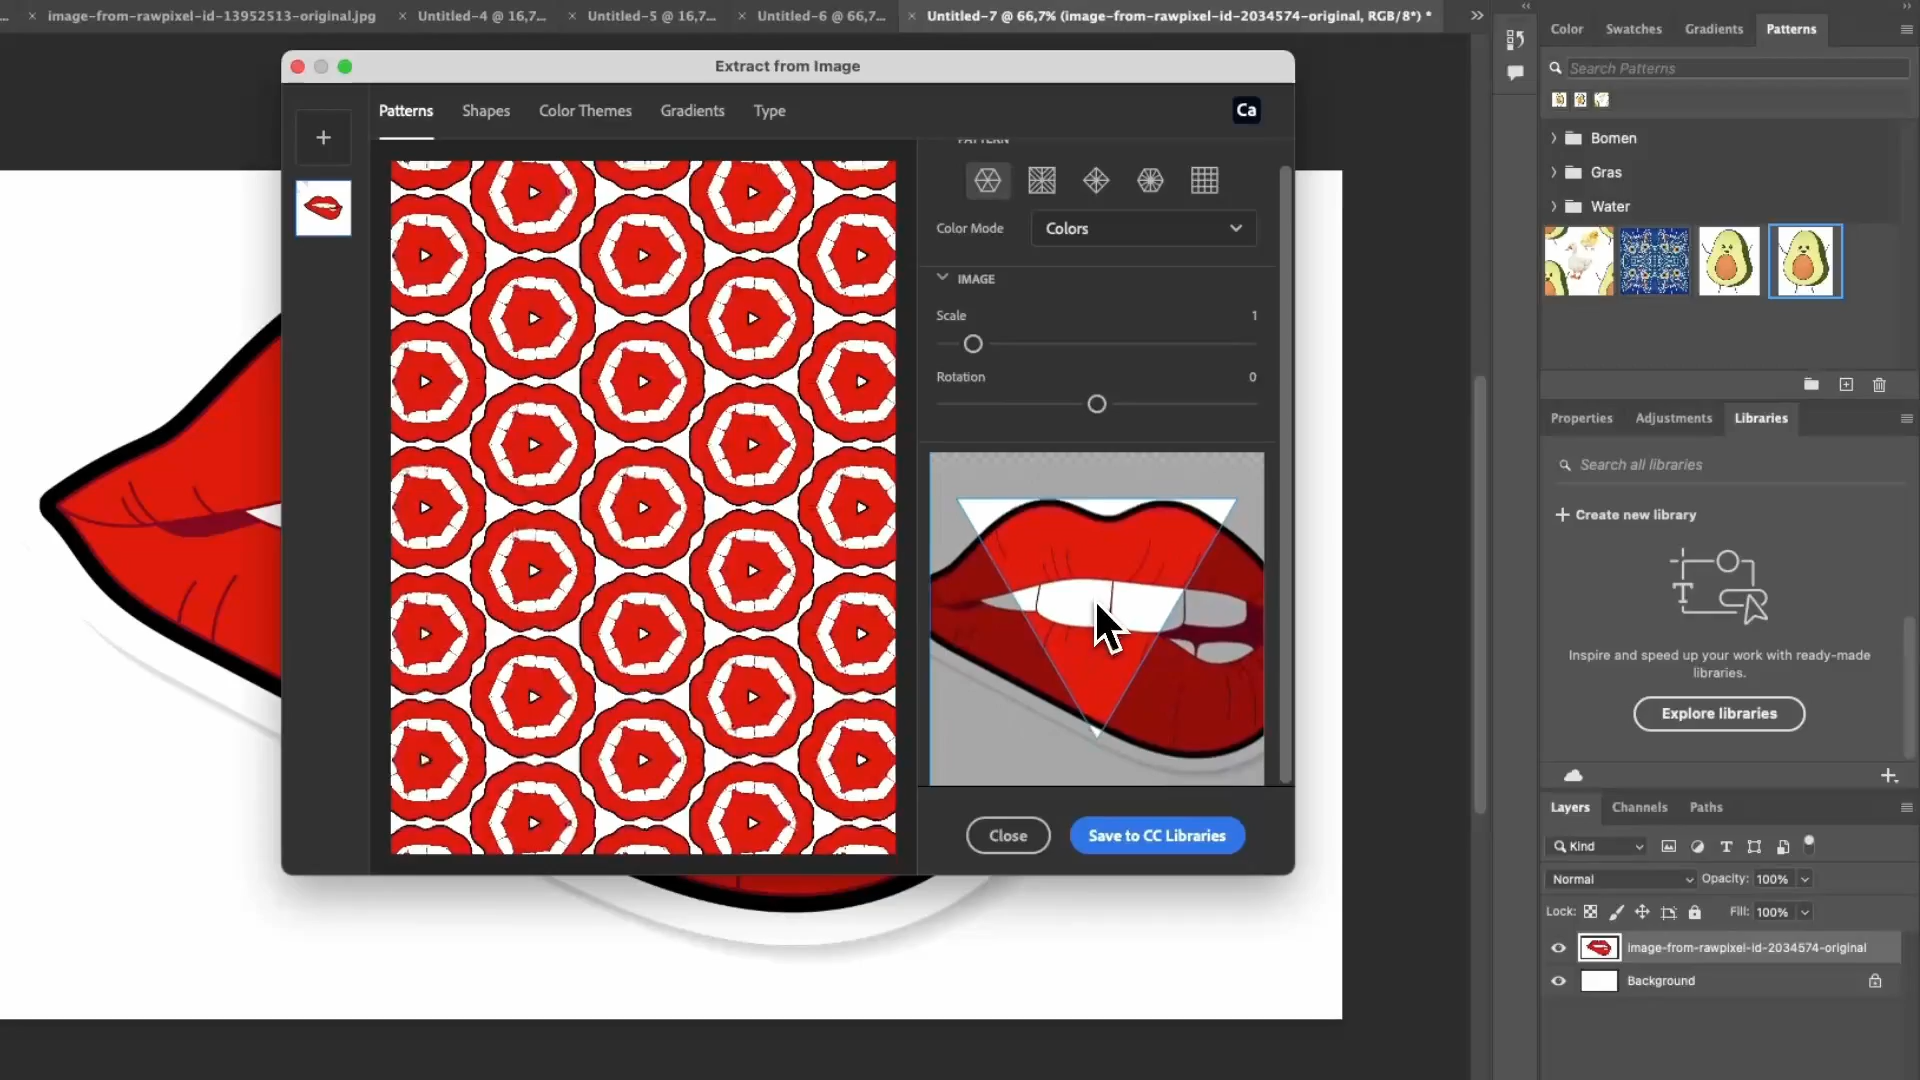 image-from-rawpixel-id-13952513-original.jpg
Untitled-4 @ 16,7...
Untitled-5 @ 16,7...
Untitled-6 @ 66,7...
Untitled-7 @ 66,7% (image-from-rawpixel-id-2034574-original, RGB/8*) *
Extract from Image
Patterns
Shapes
Color Themes
Gradients
Type
Ca
PATTERN
Color Mode
Colors
IMAGE
Scale
1
Rotation
0
Close
Save to CC Libraries
Color
Swatches
Gradients
Patterns
Search Patterns
Bomen
Gras
Water
Properties
Adjustments
Libraries
Search all libraries
Create new library
T
Inspire and speed up your work with ready-made
libraries.
Explore libraries
Layers
Channels
Paths
Kind
T
Normal
Opacity: 100%
Lock:
Fill: 100%
image-from-rawpixel-id-2034574-original
Background